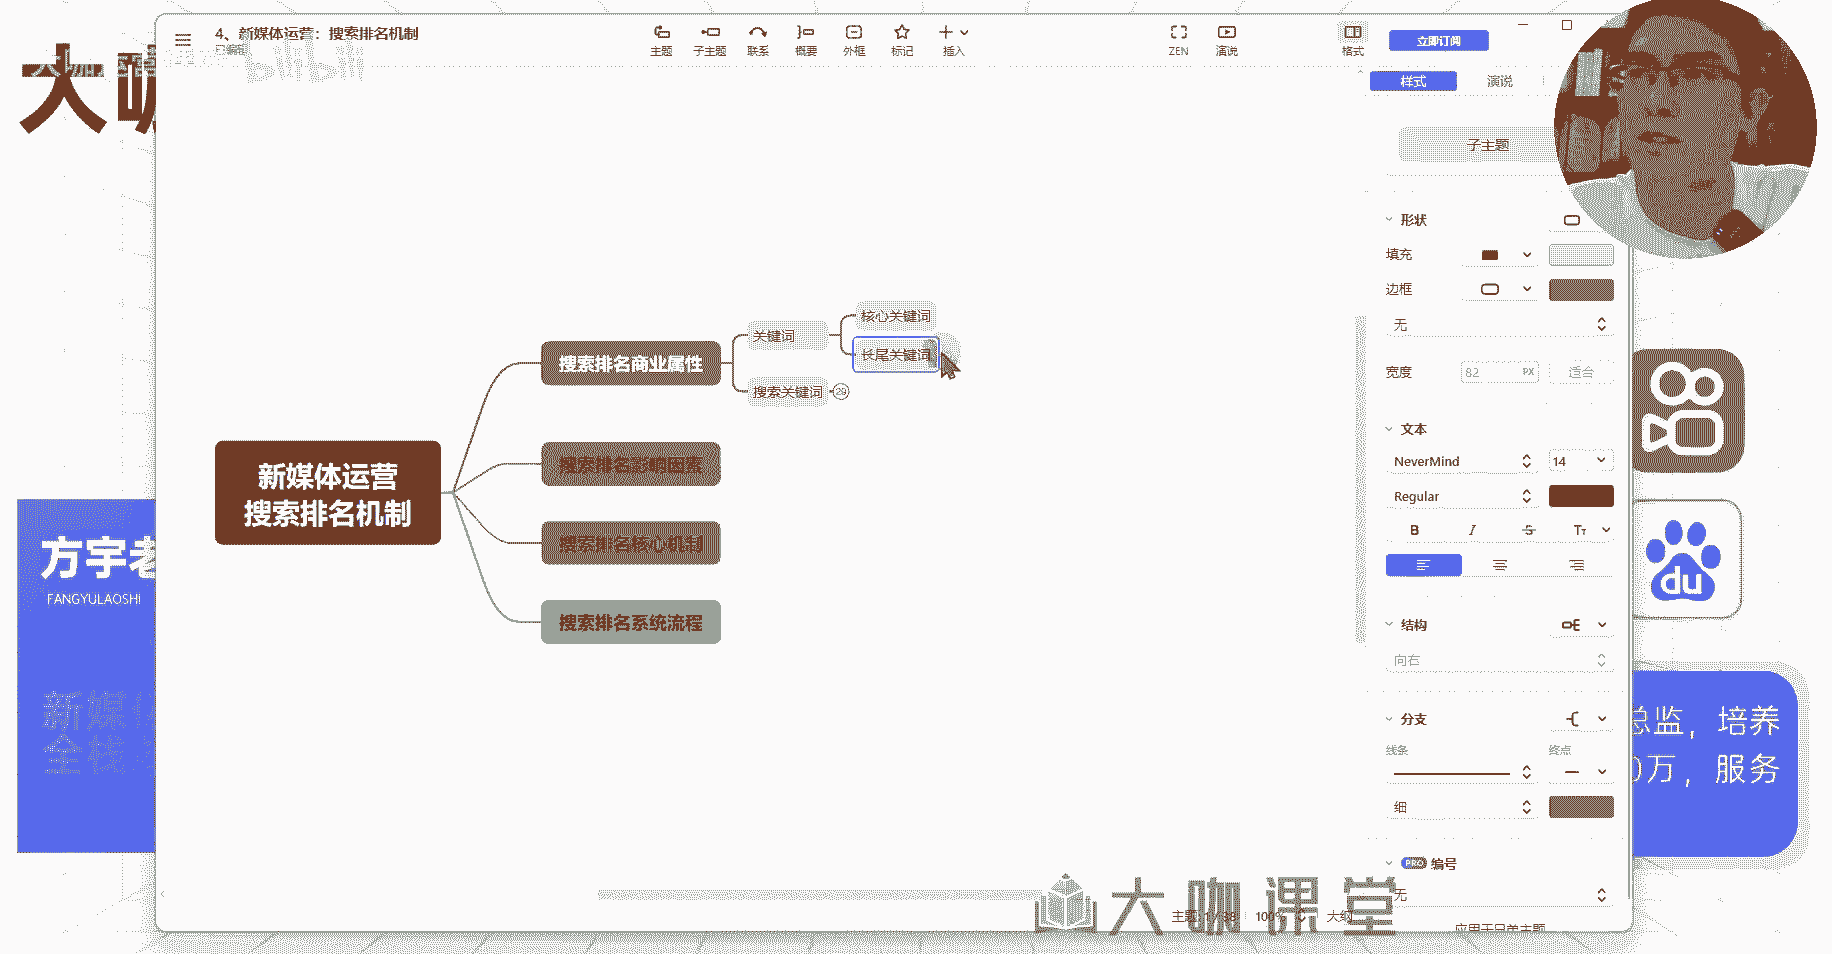 4、新媒体运营：搜索排名机制
已编辑
bilibili
主题
子主题
联系
概要
外框
标记
插入
ZEN
演说
格式
立即订阅
样式
演说
子主题
形状
填充
边框
无
宽度
82
PX
适合
文本
NeverMind
14
Regular
B
I
S
Tт
结构
向右
分支
线条
终点
细
PRO
编号
无
应用于已单主题
新媒体运营
搜索排名机制
搜索排名商业属性
关键词
核心关键词
长尾关键词
搜索关键词
29
搜索排名影响因素
搜索排名核心机制
搜索排名系统流程
大咖
方宇老
FANGYULAOSHI
新媒体
全栈
du
总监，培养
0万，服务
大咖课堂
主题: 1 / 38
100%
大纲